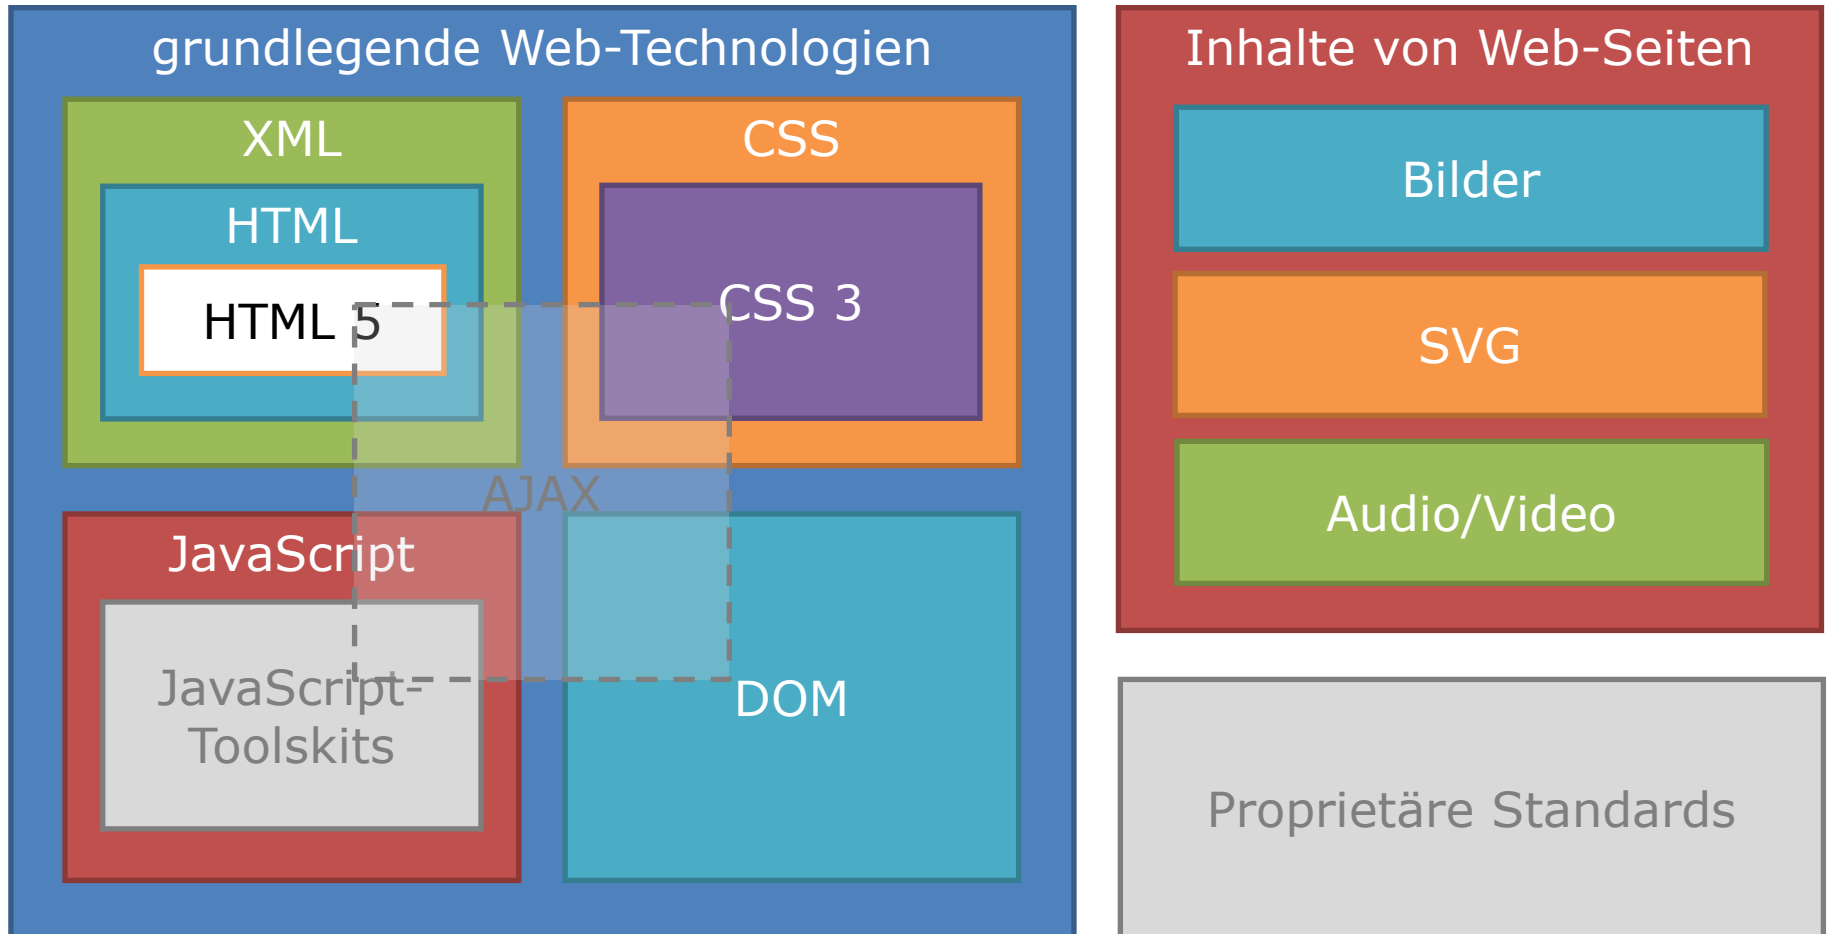 grundlegende Web-Technologien
XML
HTML
HTML 5
CSS
CSS 3
AJAX
JavaScript
JavaScript-
Toolskits
DOM
Inhalte von Web-Seiten
Bilder
SVG
Audio/Video
Proprietäre Standards